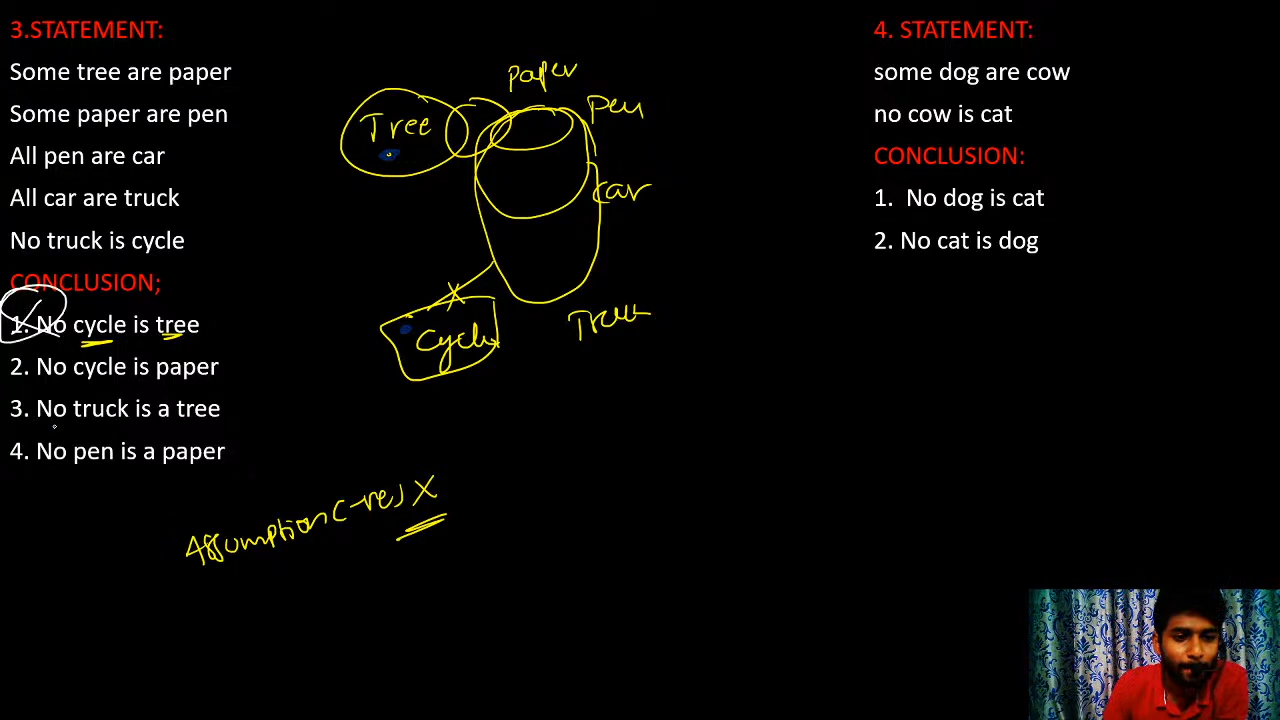 3.STATEMENT:
Some tree are paper
Some paper are pen
All pen are car
All car are truck
No truck is cycle
CONCLUSION;
1. No cycle is tree
2. No cycle is paper
3. No truck is a tree
4. No pen is a paper
paper
Tree
pen
car
X
Cycle
Truck
Assumption (-ve) X
4. STATEMENT:
some dog are cow
no cow is cat
CONCLUSION:
1. No dog is cat
2. No cat is dog